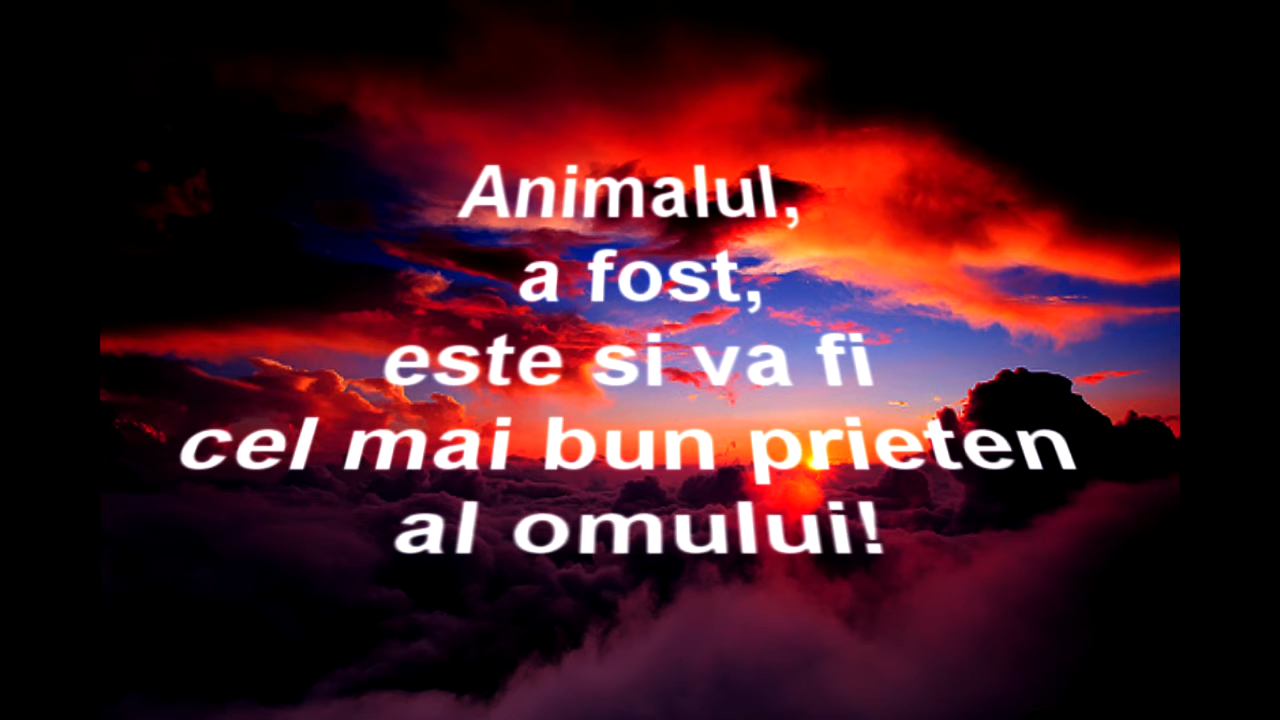 Animalul,
a fost,
este si va fi
cel mai bun prieten
al omului!